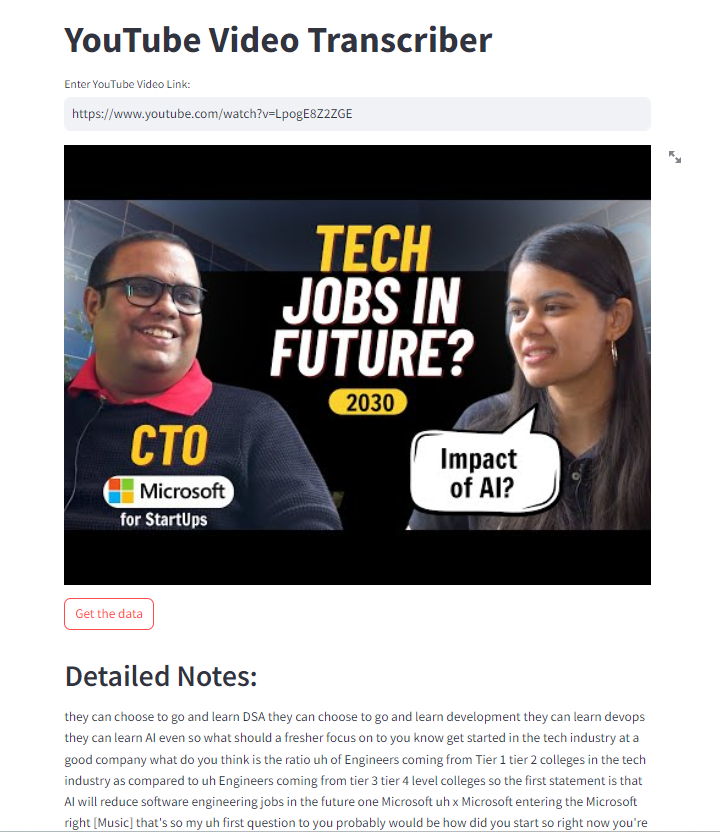 YouTube Video Transcriber
Enter YouTube Video Link:
https://www.youtube.com/watch?v=LpogE8Z2ZGE
TECH
JOBS IN
FUTURE?
2030
CTO
Microsoft
for StartUps
Impact
of AI?
Get the data
Detailed Notes:
they can choose to go and learn DSA they can choose to go and learn development they can learn devops
they can learn AI even so what should a fresher focus on to you know get started in the tech industry at a
good company what do you think is the ratio uh of Engineers coming from Tier 1 tier 2 colleges in the tech
industry as compared to uh Engineers coming from tier 3 tier 4 level colleges so the first statement is that
AI will reduce software engineering jobs in the future one Microsoft uh x Microsoft entering the Microsoft
right [Music] that's so my uh first question to you probably would be how did you start so right now you're